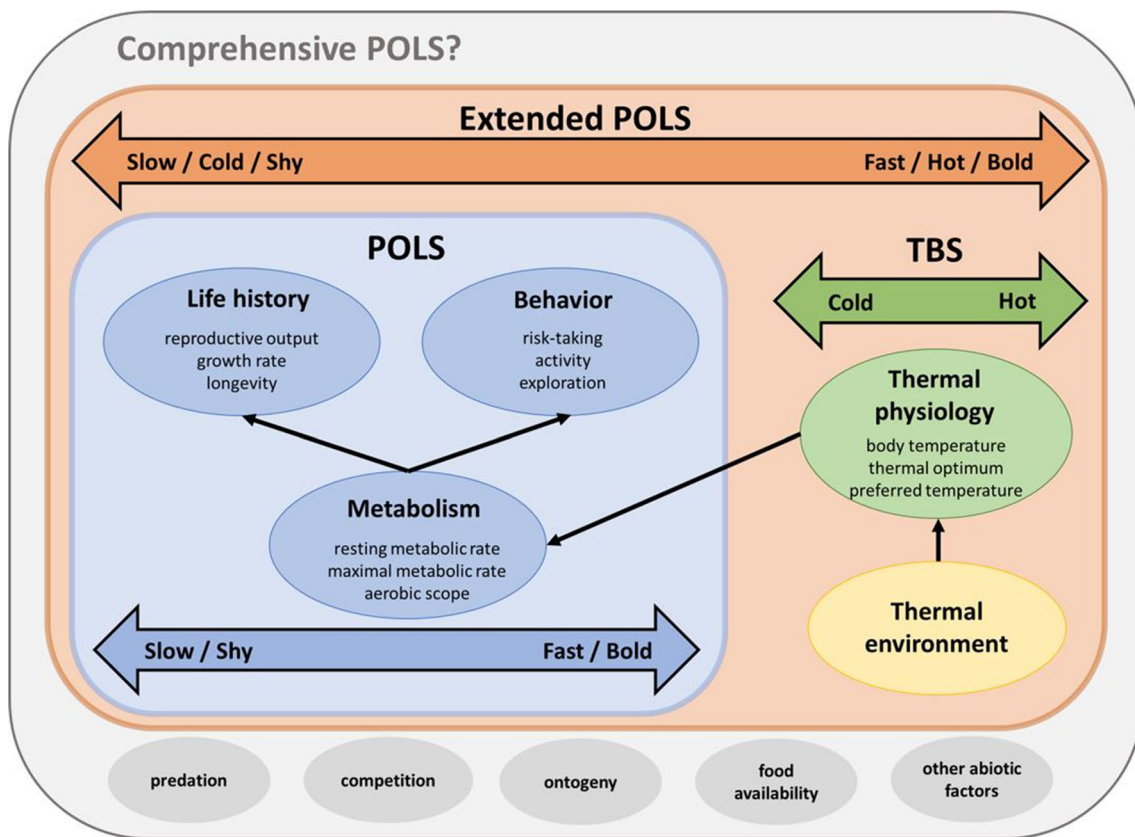 Comprehensive POLS?
Extended POLS
Slow / Cold / Shy
Fast / Hot / Bold
POLS
Life history
reproductive output
growth rate
longevity
Behavior
risk-taking
activity
exploration
Metabolism
resting metabolic rate
maximal metabolic rate
aerobic scope
Slow / Shy
Fast / Bold
TBS
Cold
Hot
Thermal
physiology
body temperature
thermal optimum
preferred temperature
Thermal
environment
predation
competition
ontogeny
food
availability
other abiotic
factors